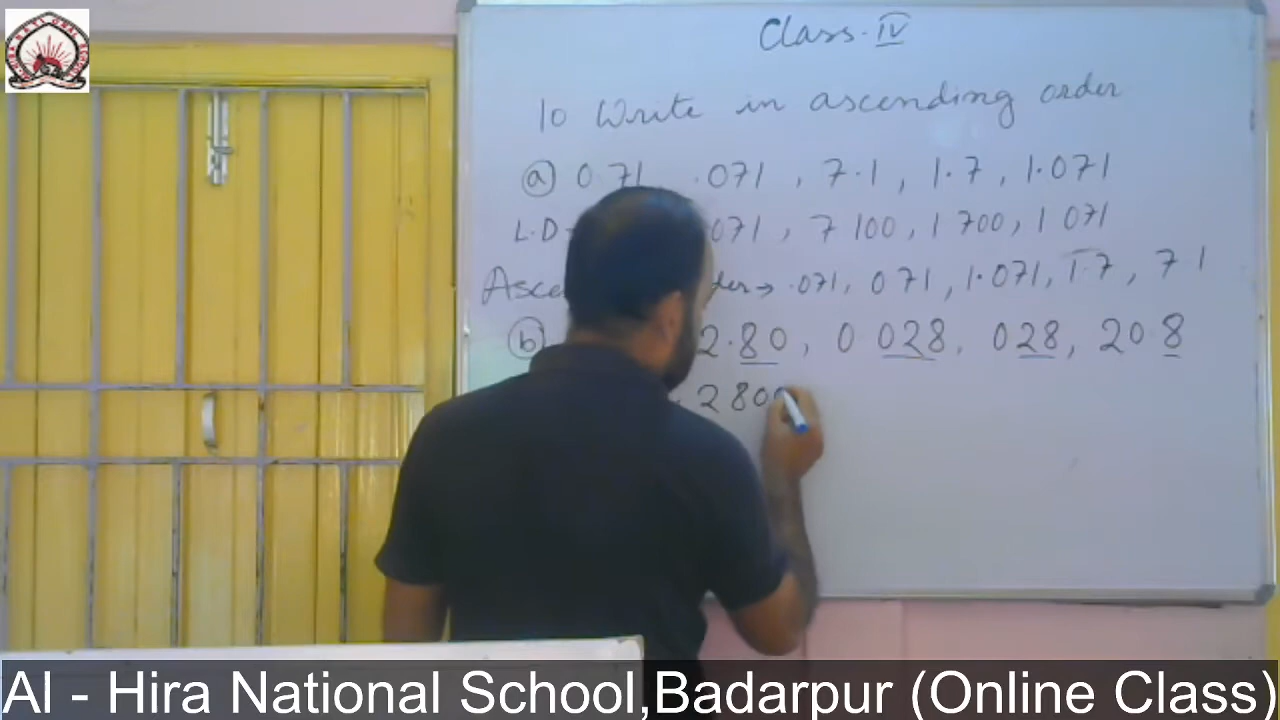 Class. IV
10 Write in ascending order
(a) 0.71 .071, 7.1, 1.7, 1.071
L.D 071, 7 100, 1 700, 1 071
→ .071, 0 71, 1.071, 1.7, 7 1
(b) 2.80, 0 028, 028, 20.8
2 800
Al - Hira National School,Badarpur (Online Class)